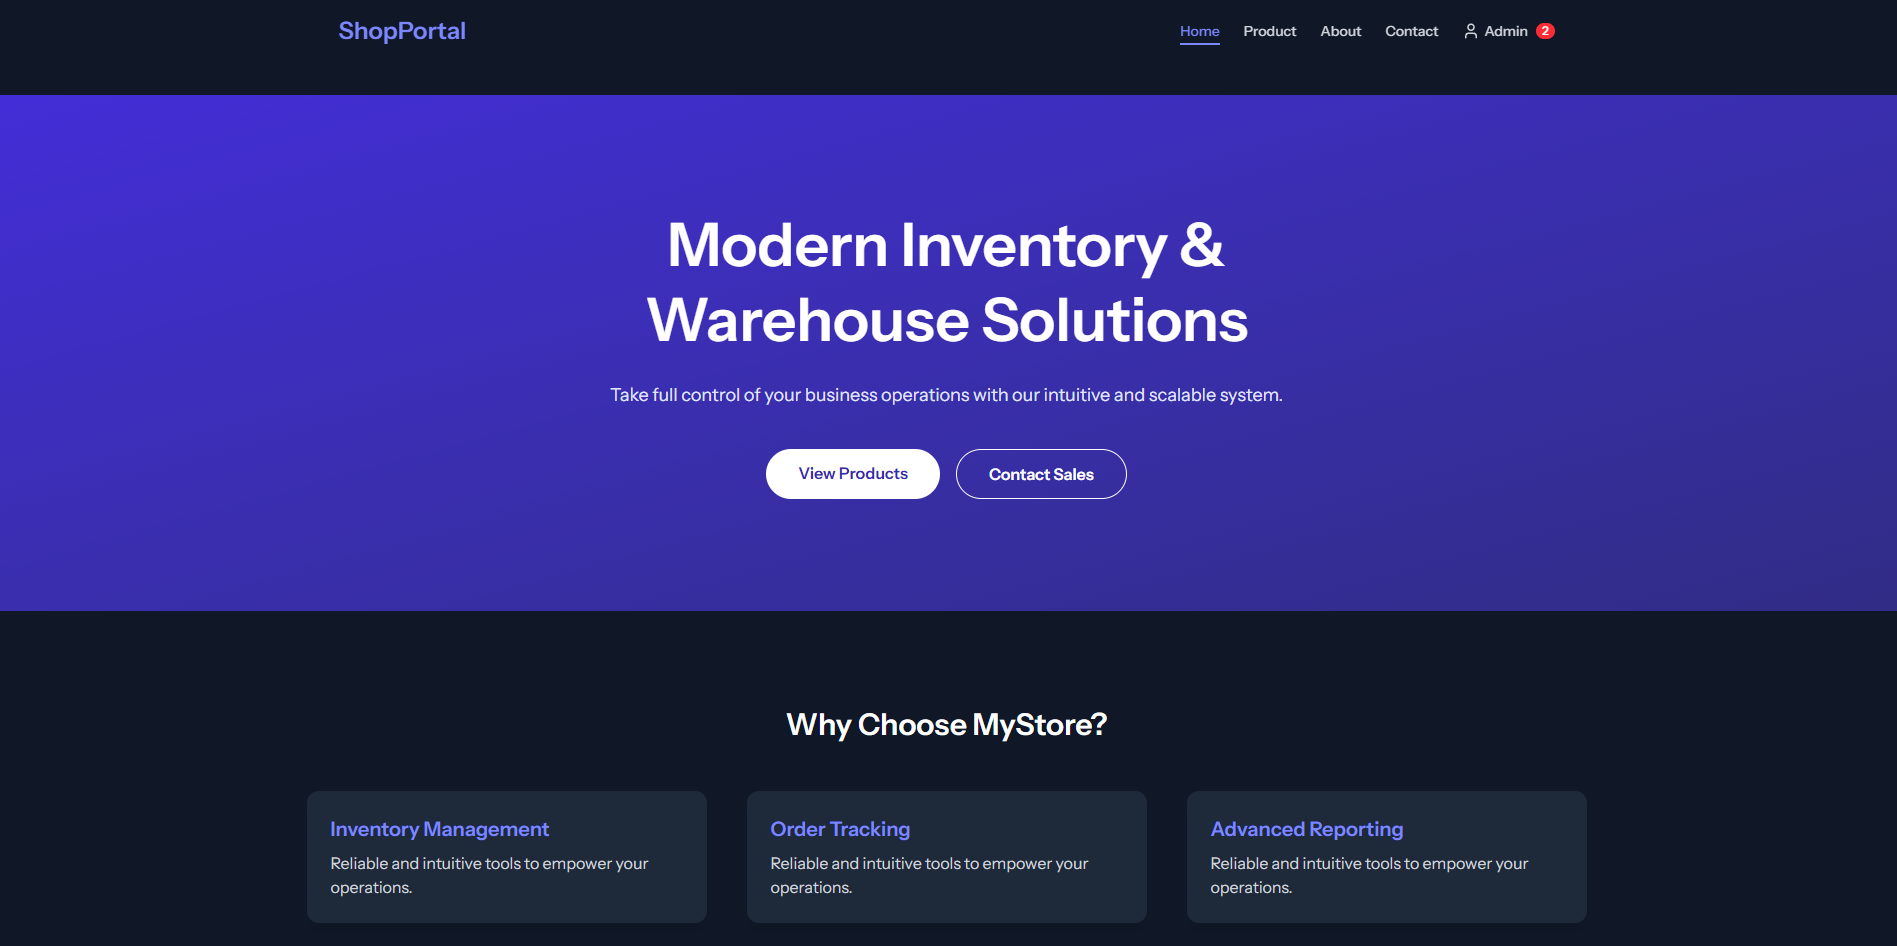 ShopPortal
Home Product About Contact Admin 2
Modern Inventory &
Warehouse Solutions
Take full control of your business operations with our intuitive and scalable system.
View Products Contact Sales
Why Choose MyStore?
Inventory Management
Reliable and intuitive tools to empower your
operations.
Order Tracking
Reliable and intuitive tools to empower your
operations.
Advanced Reporting
Reliable and intuitive tools to empower your
operations.